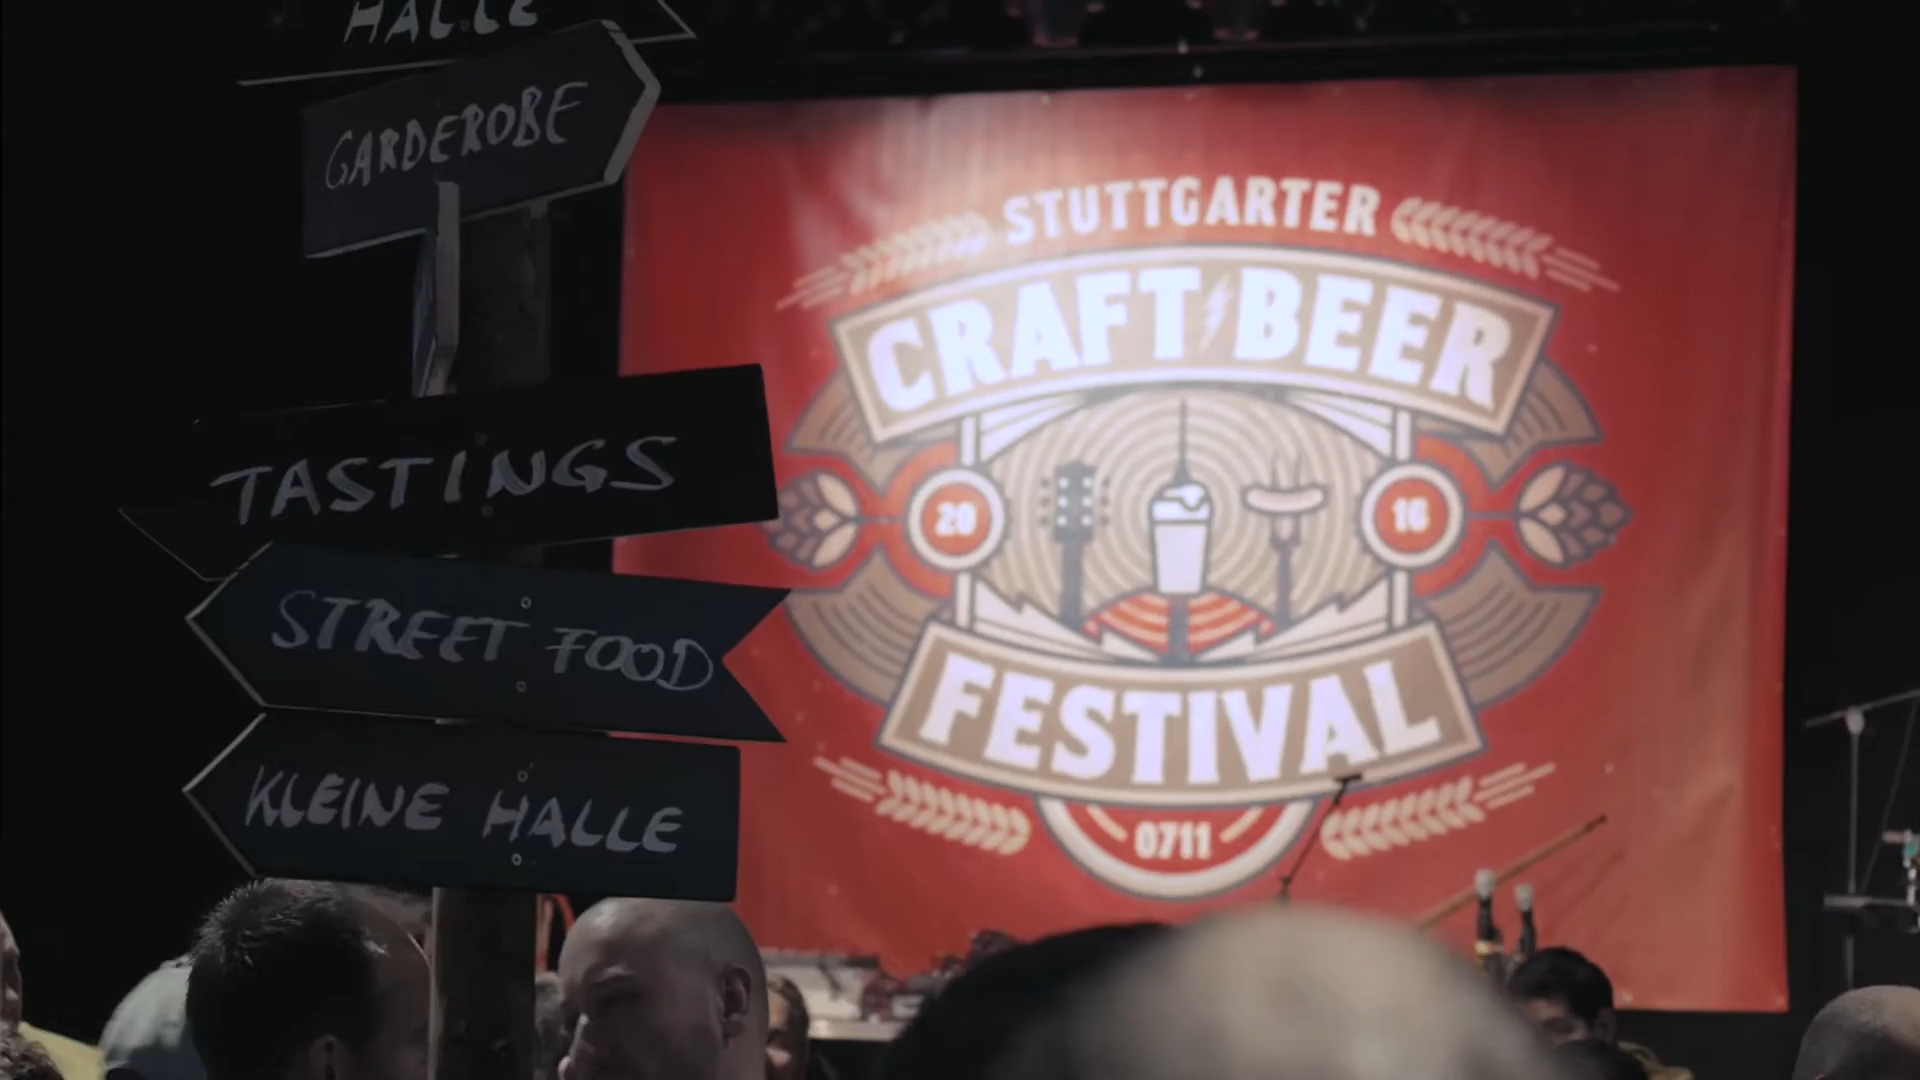 HALLE
GARDEROBE
TASTINGS
STREET FOOD
KLEINE HALLE
STUTTGARTER
CRAFT BEER
20 16
FESTIVAL
0711